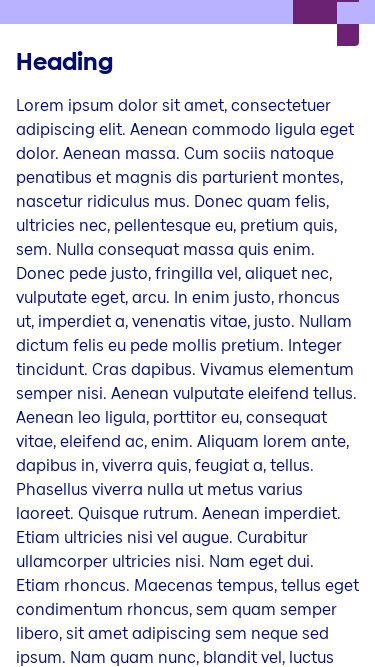 Heading
Lorem ipsum dolor sit amet, consectetuer
adipiscing elit. Aenean commodo ligula eget
dolor. Aenean massa. Cum sociis natoque
penatibus et magnis dis parturient montes,
nascetur ridiculus mus. Donec quam felis,
ultricies nec, pellentesque eu, pretium quis,
sem. Nulla consequat massa quis enim.
Donec pede justo, fringilla vel, aliquet nec,
vulputate eget, arcu. In enim justo, rhoncus
ut, imperdiet a, venenatis vitae, justo. Nullam
dictum felis eu pede mollis pretium. Integer
tincidunt. Cras dapibus. Vivamus elementum
semper nisi. Aenean vulputate eleifend tellus.
Aenean leo ligula, porttitor eu, consequat
vitae, eleifend ac, enim. Aliquam lorem ante,
dapibus in, viverra quis, feugiat a, tellus.
Phasellus viverra nulla ut metus varius
laoreet. Quisque rutrum. Aenean imperdiet.
Etiam ultricies nisi vel augue. Curabitur
ullamcorper ultricies nisi. Nam eget dui.
Etiam rhoncus. Maecenas tempus, tellus eget
condimentum rhoncus, sem quam semper
libero, sit amet adipiscing sem neque sed
ipsum. Nam quam nunc, blandit vel, luctus